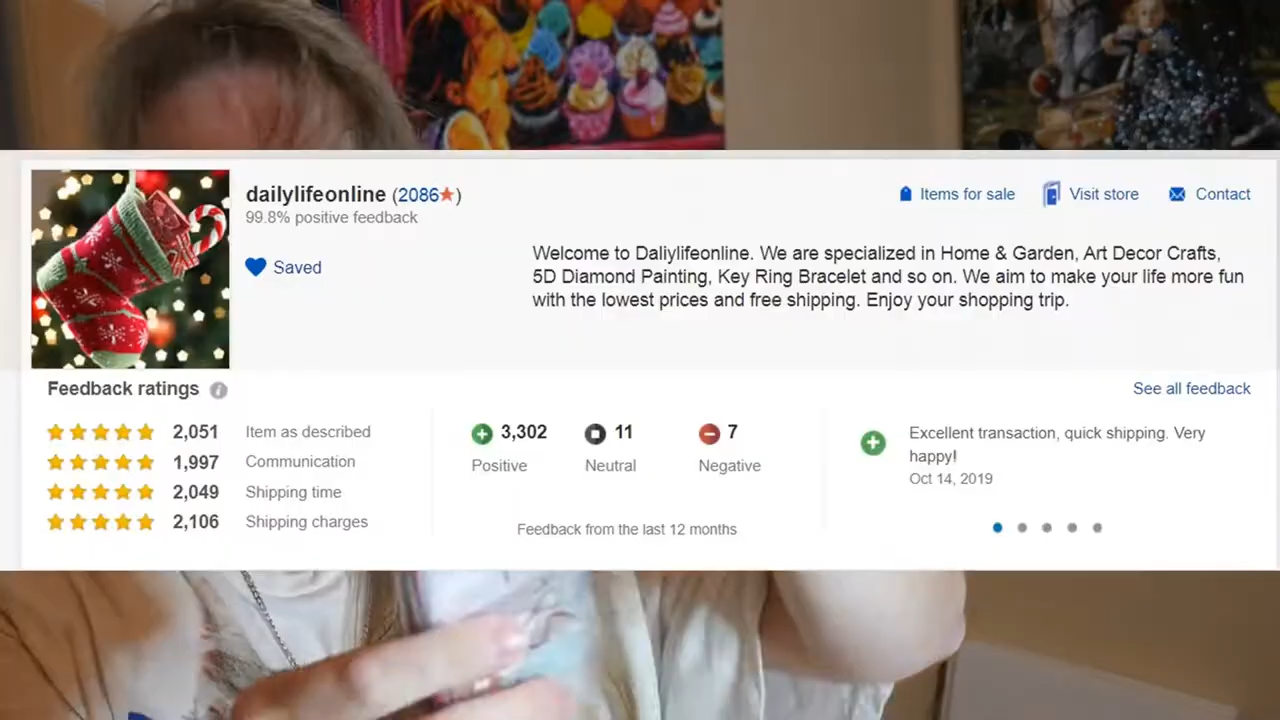 dailylifeonline (2086)
99.8% positive feedback
Saved
Items for sale
Visit store
Contact
Welcome to Daliylifeonline. We are specialized in Home & Garden, Art Decor Crafts,
5D Diamond Painting, Key Ring Bracelet and so on. We aim to make your life more fun
with the lowest prices and free shipping. Enjoy your shopping trip.
Feedback ratings
See all feedback
2,051 Item as described
1,997 Communication
2,049 Shipping time
2,106 Shipping charges
3,302 Positive
11 Neutral
7 Negative
Feedback from the last 12 months
Excellent transaction, quick shipping. Very
happy!
Oct 14, 2019